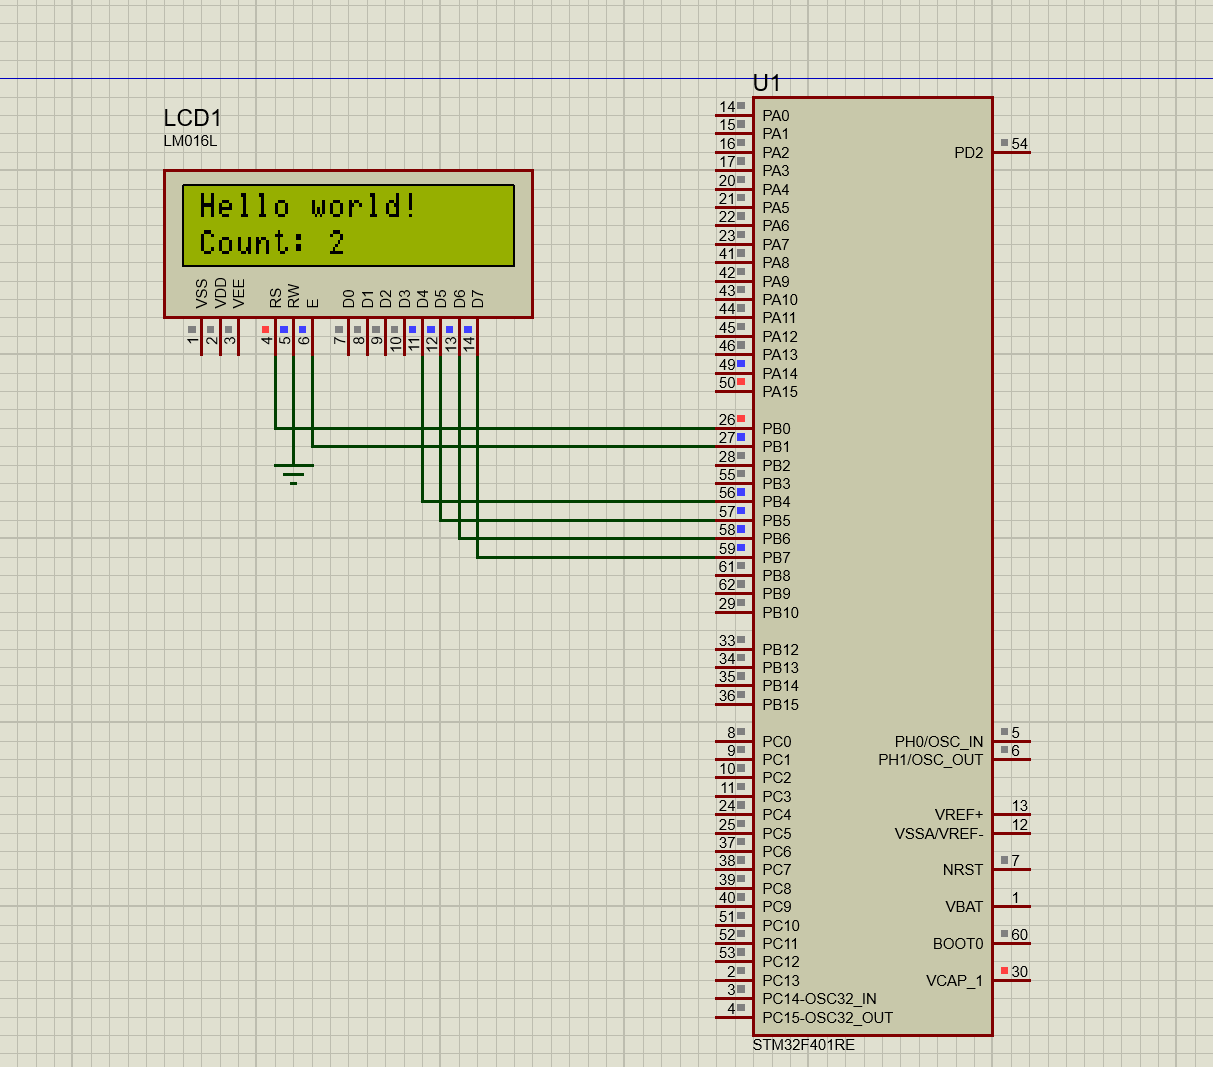 U1
LCD1
LM016L
Hello world!
Count: 2
VSS VDD VEE RS RW E D0 D1 D2 D3 D4 D5 D6 D7
1 2 3 4 5 6 7 8 9 10 11 12 13 14
14 PA0
15 PA1
16 PA2
17 PA3
20 PA4
21 PA5
22 PA6
23 PA7
41 PA8
42 PA9
43 PA10
44 PA11
45 PA12
46 PA13
49 PA14
50 PA15
26 PB0
27 PB1
28 PB2
55 PB3
56 PB4
57 PB5
58 PB6
59 PB7
61 PB8
62 PB9
29 PB10
33 PB12
34 PB13
35 PB14
36 PB15
8 PC0
9 PC1
10 PC2
11 PC3
24 PC4
25 PC5
37 PC6
38 PC7
39 PC8
40 PC9
51 PC10
52 PC11
53 PC12
2 PC13
3 PC14-OSC32_IN
4 PC15-OSC32_OUT
PD2 54
PH0/OSC_IN 5
PH1/OSC_OUT 6
VREF+ 13
VSSA/VREF- 12
NRST 7
VBAT 1
BOOT0 60
VCAP_1 30
STM32F401RE